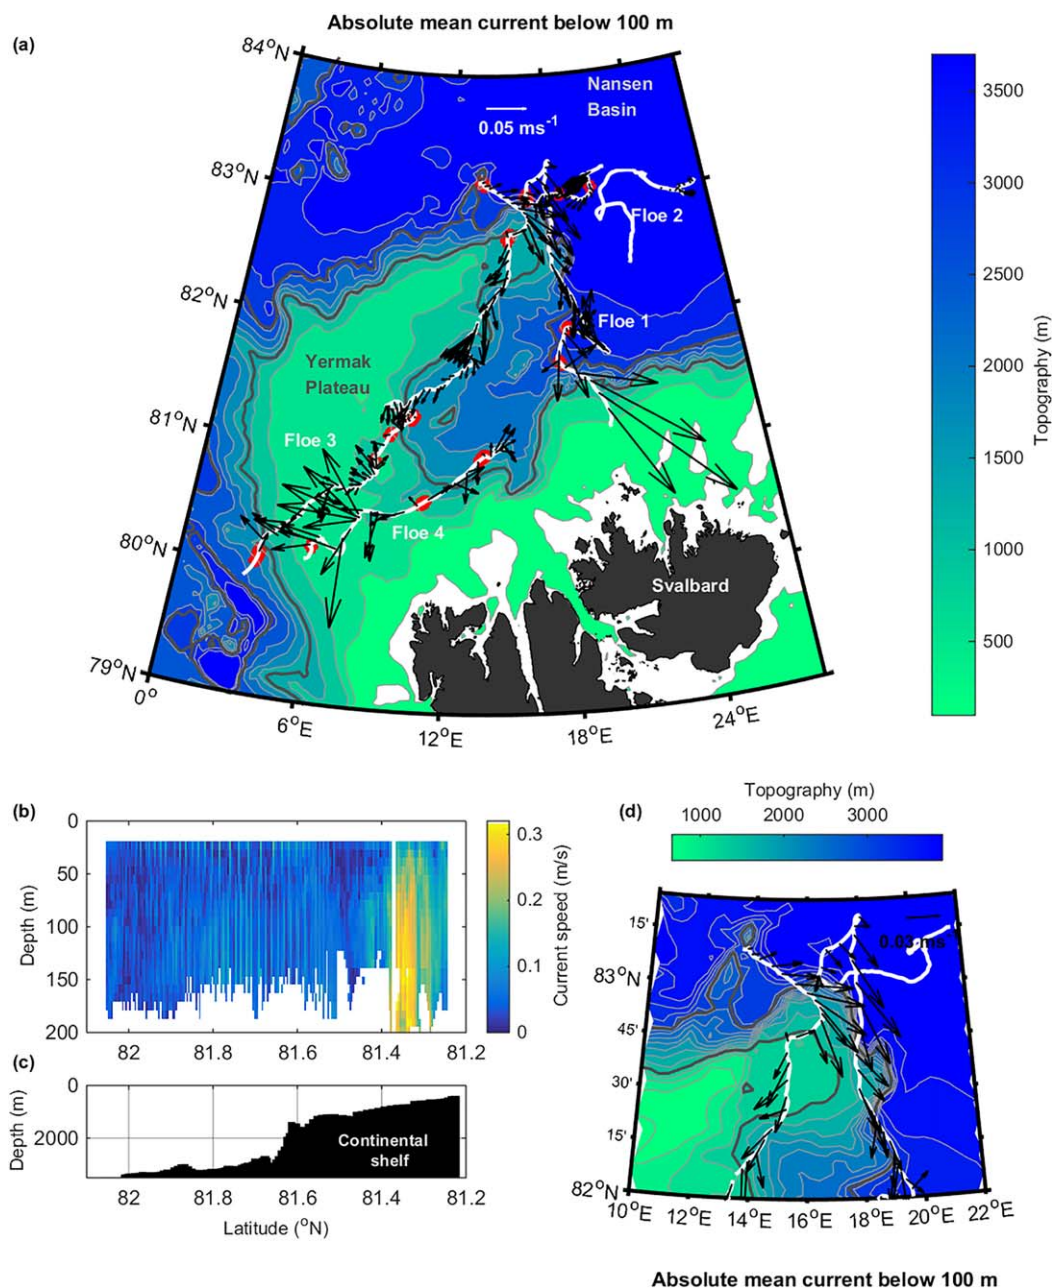 Absolute mean current below 100 m
(a)
84°N
83°N
82°N
81°N
80°N
79°N
0°
6°E
12°E
18°E
24°E
Nansen
Basin
0.05 ms⁻¹
Floe 2
Floe 1
Yermak
Plateau
Floe 3
Floe 4
Svalbard
3500
3000
2500
2000
1500
1000
500
Topography (m)
(b)
0
50
100
150
200
Depth (m)
82
81.8
81.6
81.4
81.2
0.3
0.2
0.1
0
Current speed (m/s)
(c)
0
2000
Depth (m)
Continental
shelf
82
81.8
81.6
81.4
81.2
Latitude (°N)
(d)
Topography (m)
1000
2000
3000
0.03 ms
15'
83°N
45'
30'
15'
82°N
10°E
12°E
14°E
16°E
18°E
20°E
22°E
Absolute mean current below 100 m